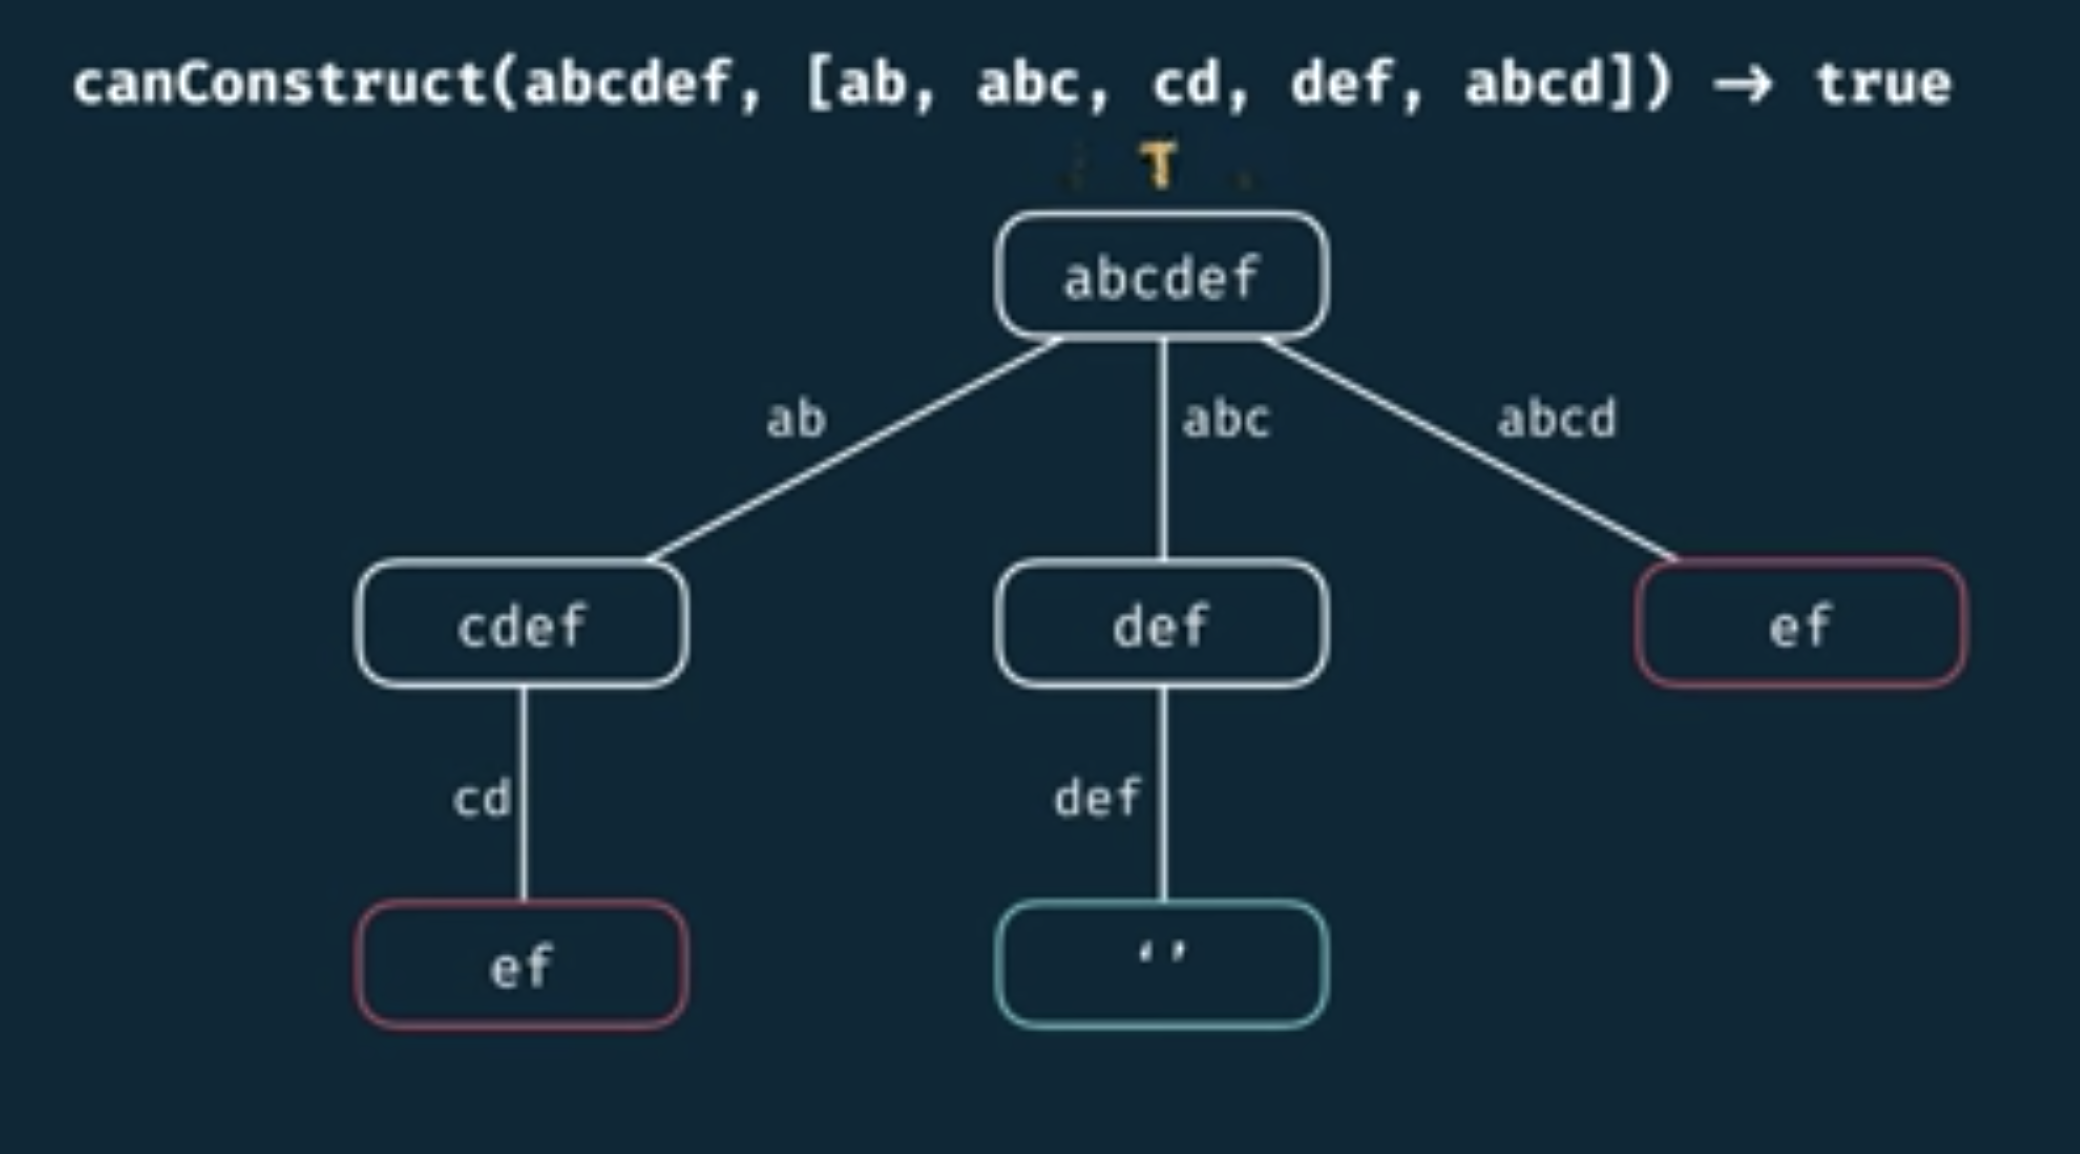 canConstruct(abcdef, [ab, abc, cd, def, abcd]) → true
T
abcdef
ab abc abcd
cdef def ef
cd def
ef ‘’